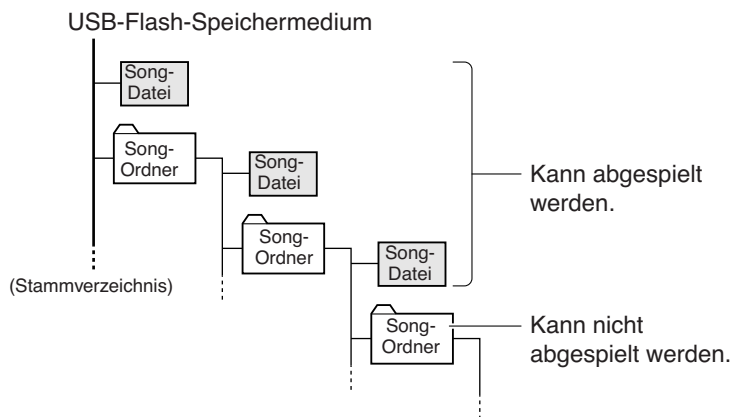 USB-Flash-Speichermedium
Song-
Datei
Song-
Ordner
Song-
Datei
Song-
Ordner
Song-
Datei
Song-
Ordner
(Stammverzeichnis)
Kann abgespielt
werden.
Kann nicht
abgespielt werden.